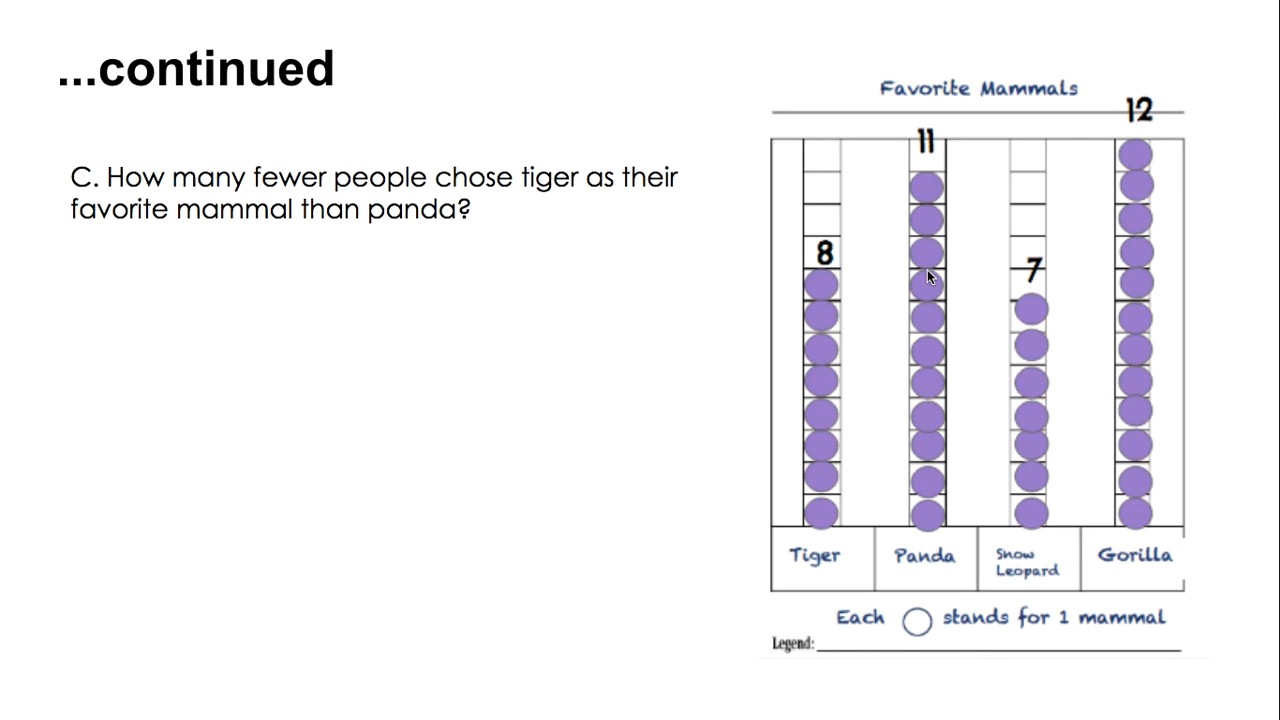 ...continued
C. How many fewer people chose tiger as their
favorite mammal than panda?
Favorite Mammals
12
11
8
7
Tiger
Panda
Snow
Leopard
Gorilla
Each stands for 1 mammal
Legend: